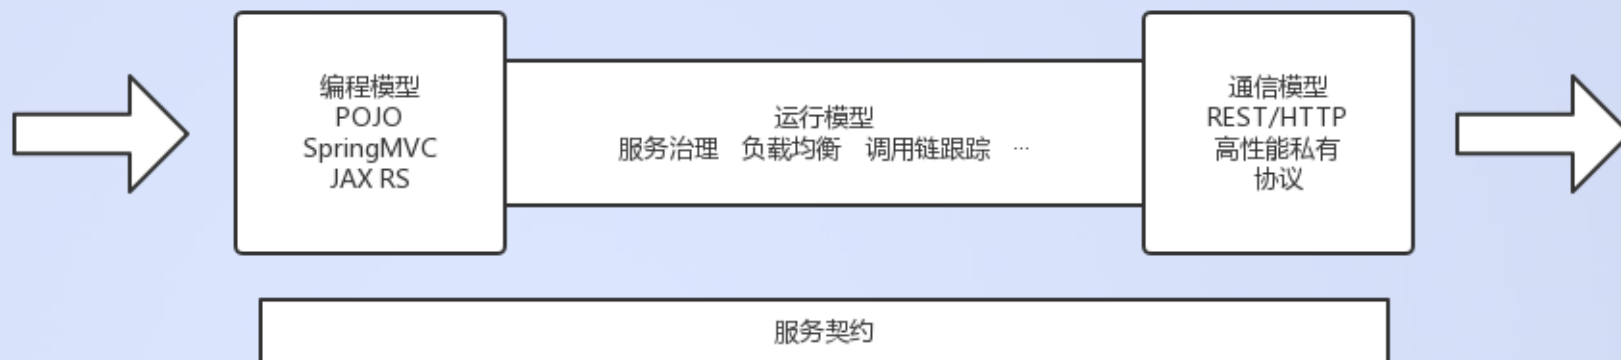 编程模型
POJO
SpringMVC
JAX RS
运行模型
服务治理 负载均衡 调用链跟踪 ...
通信模型
REST/HTTP
高性能私有
协议
服务契约